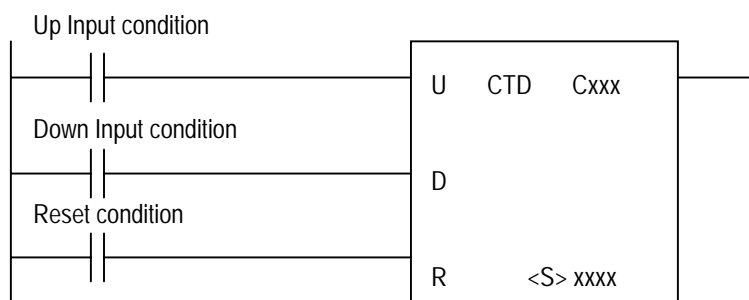 Up Input condition
U CTD Cxxx
Down Input condition
D
Reset condition
R <S> xxxx